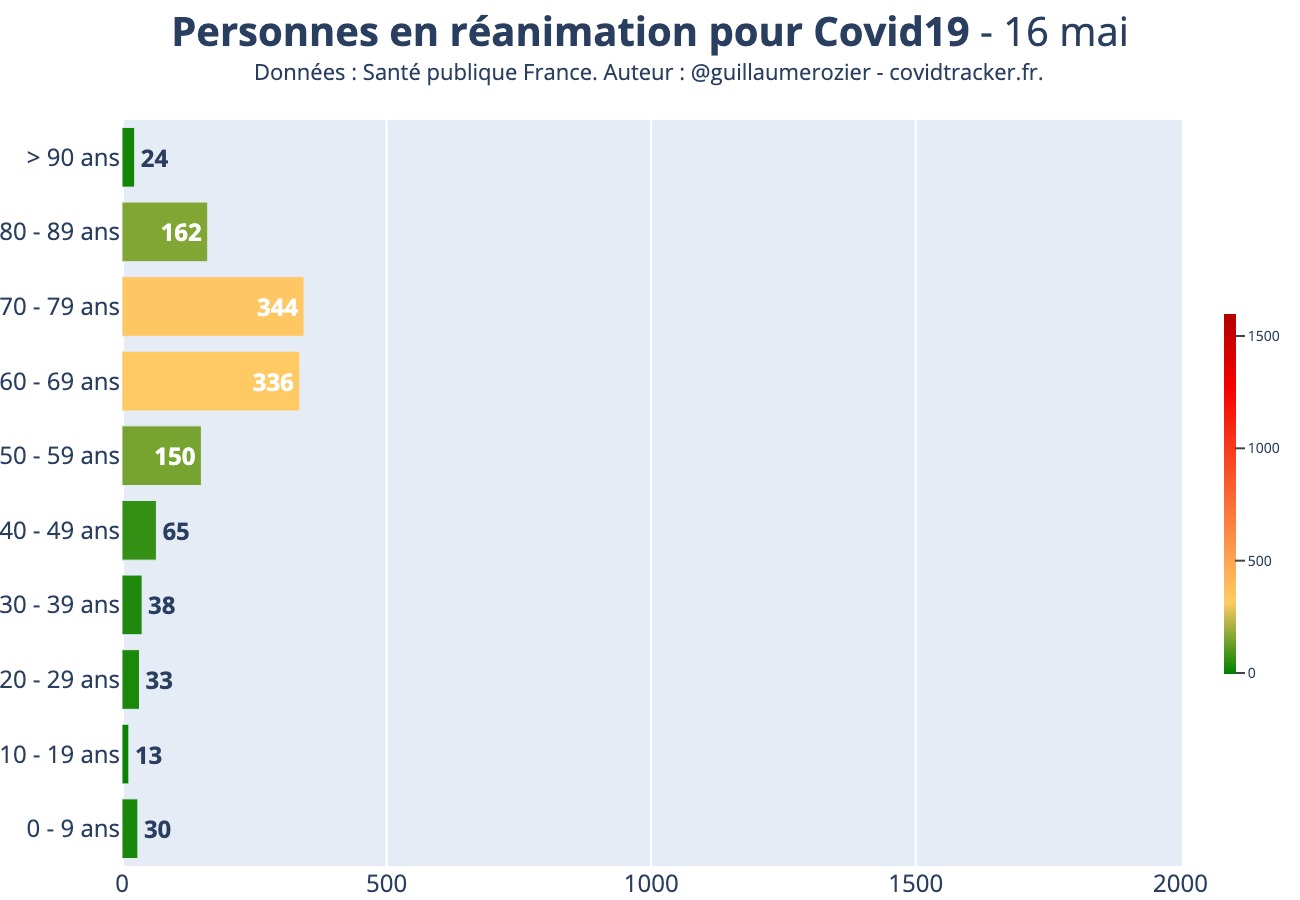 Personnes en réanimation pour Covid19 - 16 mai
Données : Santé publique France. Auteur : @guillaumerozier - covidtracker.fr.
> 90 ans 24
80 - 89 ans 162
70 - 79 ans 344
60 - 69 ans 336
50 - 59 ans 150
40 - 49 ans 65
30 - 39 ans 38
20 - 29 ans 33
10 - 19 ans 13
0 - 9 ans 30
0 500 1000 1500 2000
1500
1000
500
0